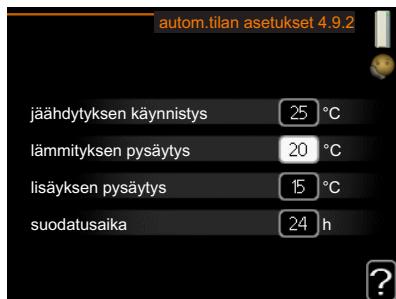 autom.tilan asetukset 4.9.2
jäähdytyksen käynnistys 25 °C
lämmityksen pysäytys 20 °C
lisäyksen pysäytys 15 °C
suodatusaika 24 h
?